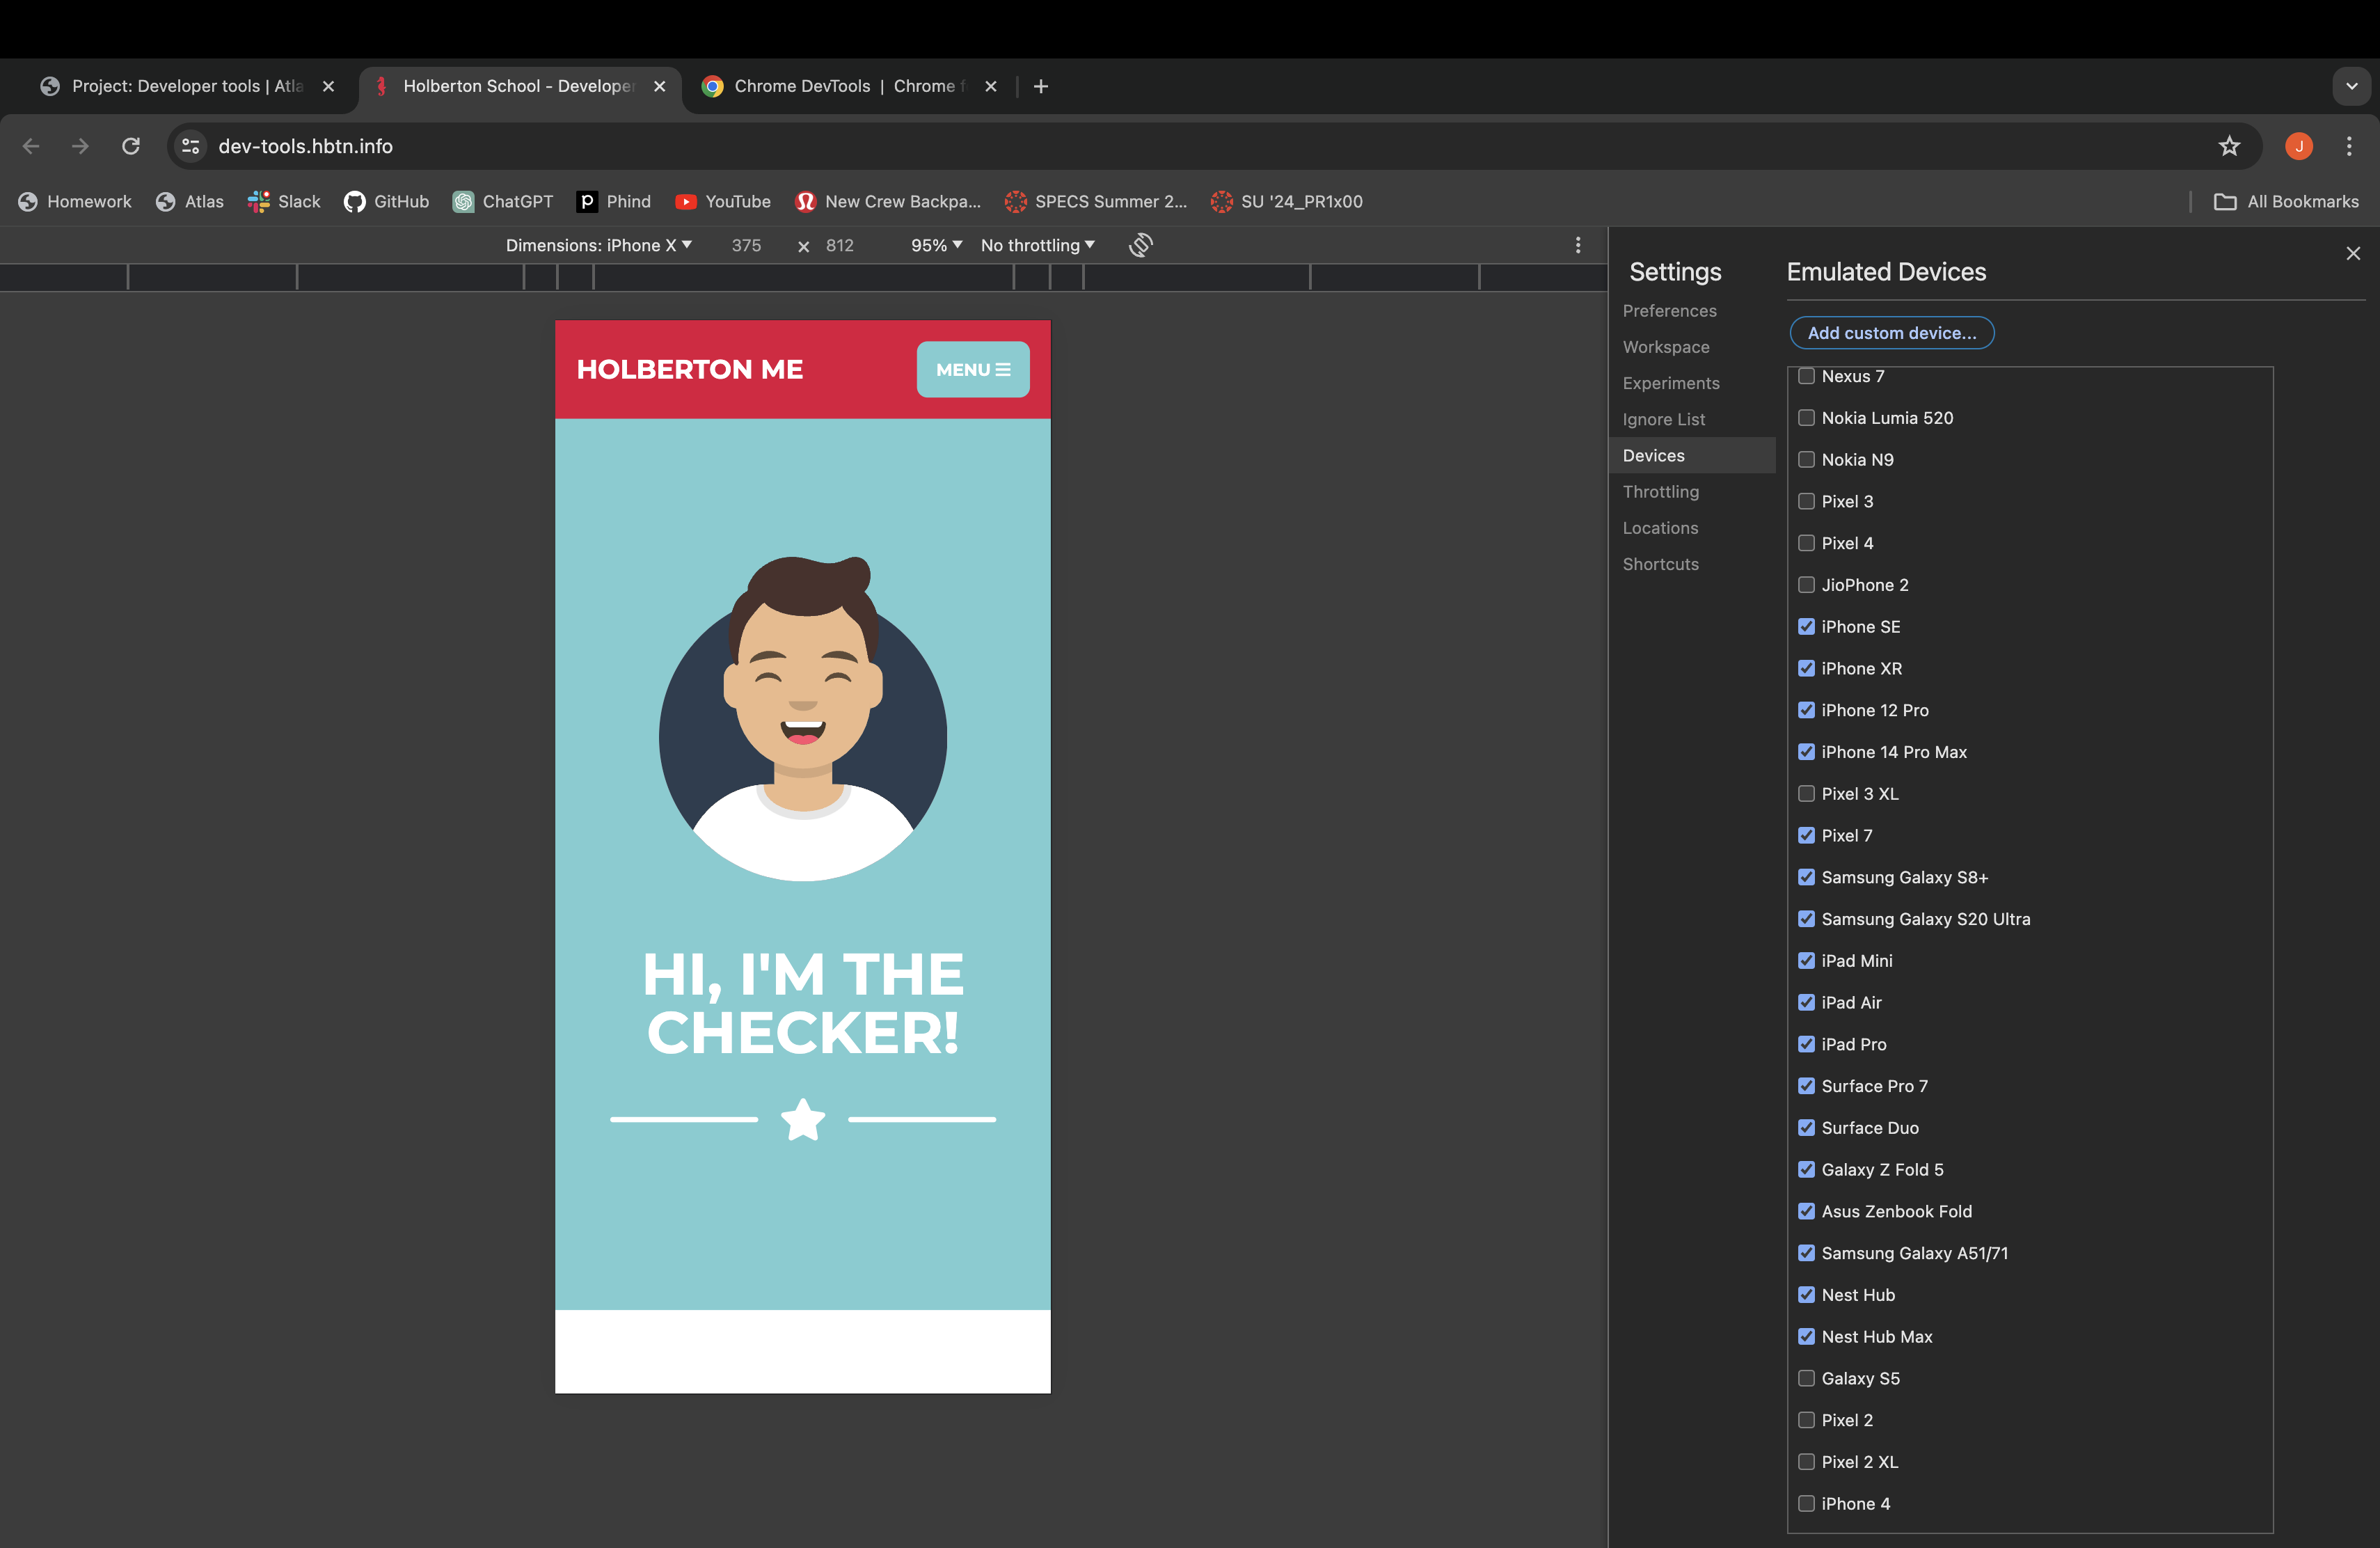 Project: Developer tools | Atla
Holberton School - Developer
Chrome DevTools | Chrome f
dev-tools.hbtn.info
J
Homework
Atlas
Slack
GitHub
ChatGPT
Phind
YouTube
New Crew Backpa...
SPECS Summer 2...
SU '24_PR1x00
All Bookmarks
Dimensions: iPhone X
375
x
812
95%
No throttling
HOLBERTON ME
MENU
HI, I'M THE
CHECKER!
Settings
Preferences
Workspace
Experiments
Ignore List
Devices
Throttling
Locations
Shortcuts
Emulated Devices
Add custom device...
Nexus 7
Nokia Lumia 520
Nokia N9
Pixel 3
Pixel 4
JioPhone 2
iPhone SE
iPhone XR
iPhone 12 Pro
iPhone 14 Pro Max
Pixel 3 XL
Pixel 7
Samsung Galaxy S8+
Samsung Galaxy S20 Ultra
iPad Mini
iPad Air
iPad Pro
Surface Pro 7
Surface Duo
Galaxy Z Fold 5
Asus Zenbook Fold
Samsung Galaxy A51/71
Nest Hub
Nest Hub Max
Galaxy S5
Pixel 2
Pixel 2 XL
iPhone 4